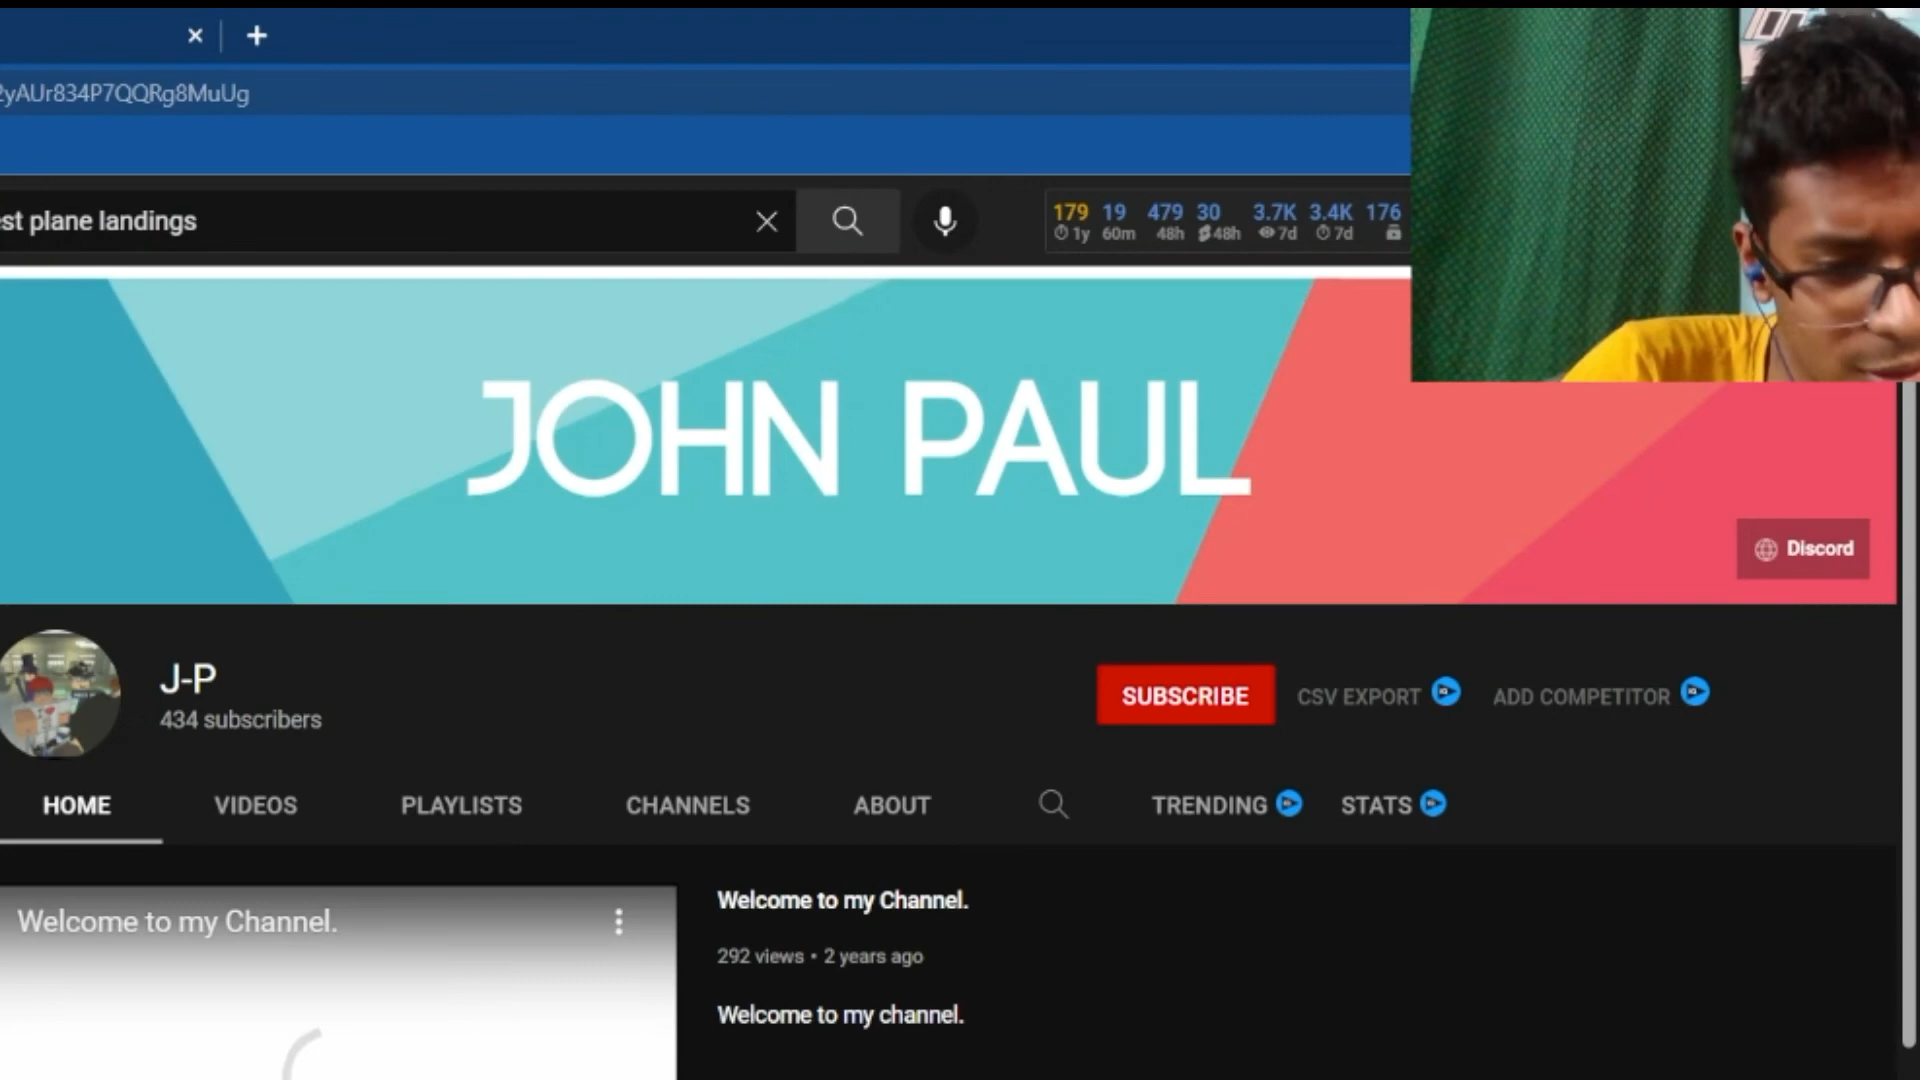 2yAUr834P7QQRg8MuUg
est plane landings
179 19 479 30 3.7K 3.4K 176
1y 60m 48h 48h 7d 7d
JOHN PAUL
Discord
J-P
434 subscribers
SUBSCRIBE
CSV EXPORT
ADD COMPETITOR
HOME VIDEOS PLAYLISTS CHANNELS ABOUT TRENDING STATS
Welcome to my Channel.
Welcome to my Channel.
292 views • 2 years ago
Welcome to my channel.